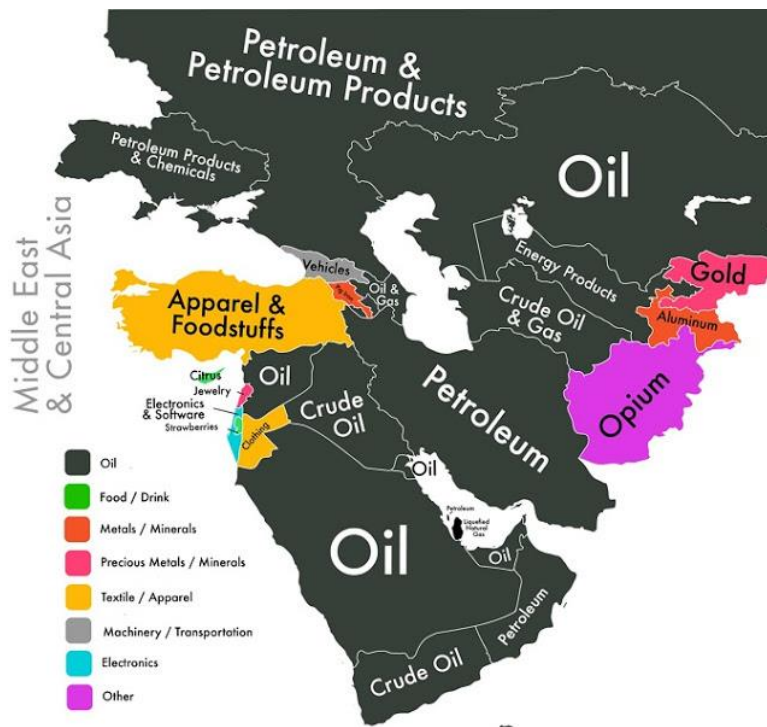 Petroleum &
Petroleum Products
Petroleum Products
& Chemicals
Oil
Middle East
& Central Asia
Energy Products
Vehicles
Oil &
Gas
Pig Iron
Gold
Crude Oil
& Gas
Aluminum
Apparel &
Foodstuffs
Citrus
Jewelry
Oil
Electronics
& Software
Strawberries
Clothing
Crude
Oil
Petroleum
Opium
Oil
Oil
Petroleum
Liquefied
Natural
Gas
Oil
Petroleum
Crude Oil
Oil
Food / Drink
Metals / Minerals
Precious Metals / Minerals
Textile / Apparel
Machinery / Transportation
Electronics
Other